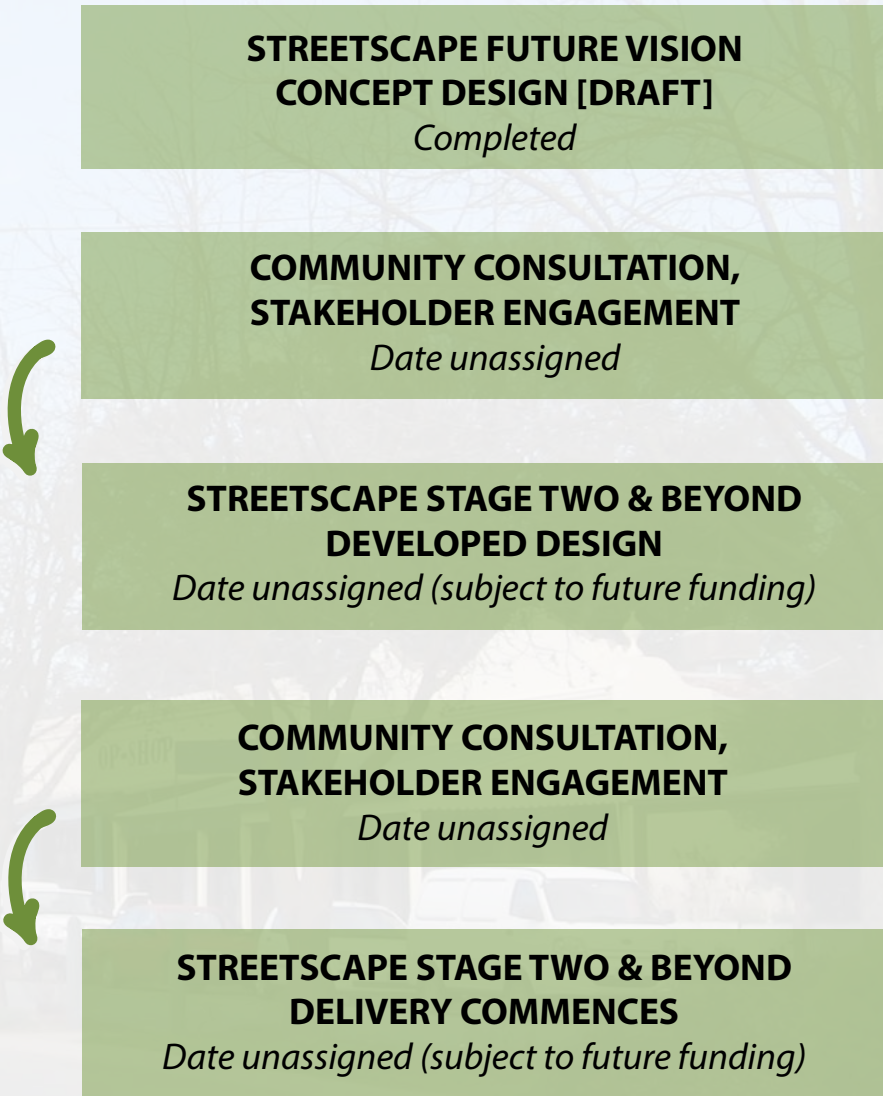 STREETSCAPE FUTURE VISION
CONCEPT DESIGN [DRAFT]
Completed
COMMUNITY CONSULTATION,
STAKEHOLDER ENGAGEMENT
Date unassigned
STREETSCAPE STAGE TWO & BEYOND
DEVELOPED DESIGN
Date unassigned (subject to future funding)
OP-SHOP
COMMUNITY CONSULTATION,
STAKEHOLDER ENGAGEMENT
Date unassigned
STREETSCAPE STAGE TWO & BEYOND
DELIVERY COMMENCES
Date unassigned (subject to future funding)